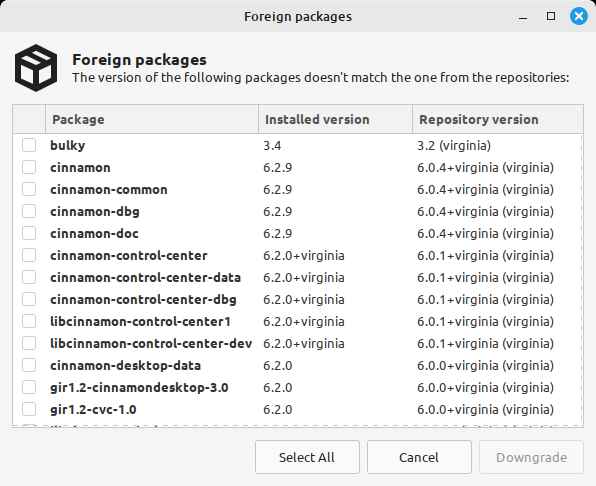 Foreign packages
Foreign packages
The version of the following packages doesn't match the one from the repositories:
Package Installed version Repository version
bulky 3.4 3.2 (virginia)
cinnamon 6.2.9 6.0.4+virginia (virginia)
cinnamon-common 6.2.9 6.0.4+virginia (virginia)
cinnamon-dbg 6.2.9 6.0.4+virginia (virginia)
cinnamon-doc 6.2.9 6.0.4+virginia (virginia)
cinnamon-control-center 6.2.0+virginia 6.0.1+virginia (virginia)
cinnamon-control-center-data 6.2.0+virginia 6.0.1+virginia (virginia)
cinnamon-control-center-dbg 6.2.0+virginia 6.0.1+virginia (virginia)
libcinnamon-control-center1 6.2.0+virginia 6.0.1+virginia (virginia)
libcinnamon-control-center-dev 6.2.0+virginia 6.0.1+virginia (virginia)
cinnamon-desktop-data 6.2.0 6.0.0+virginia (virginia)
gir1.2-cinnamondesktop-3.0 6.2.0 6.0.0+virginia (virginia)
gir1.2-cvc-1.0 6.2.0 6.0.0+virginia (virginia)
Select All Cancel Downgrade